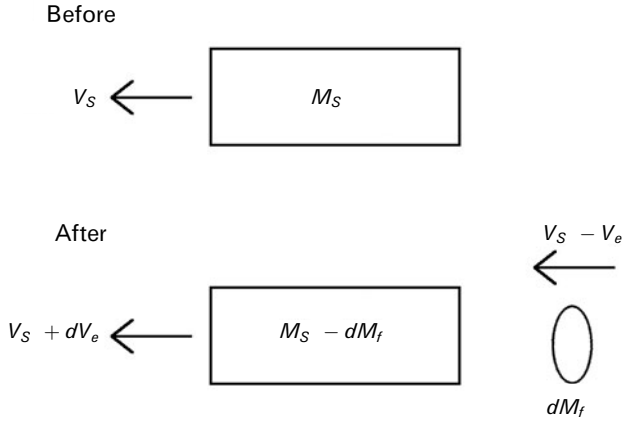 Before
V_S
M_S
After
V_S − V_e
V_S + dV_e
M_S − dM_f
dM_f